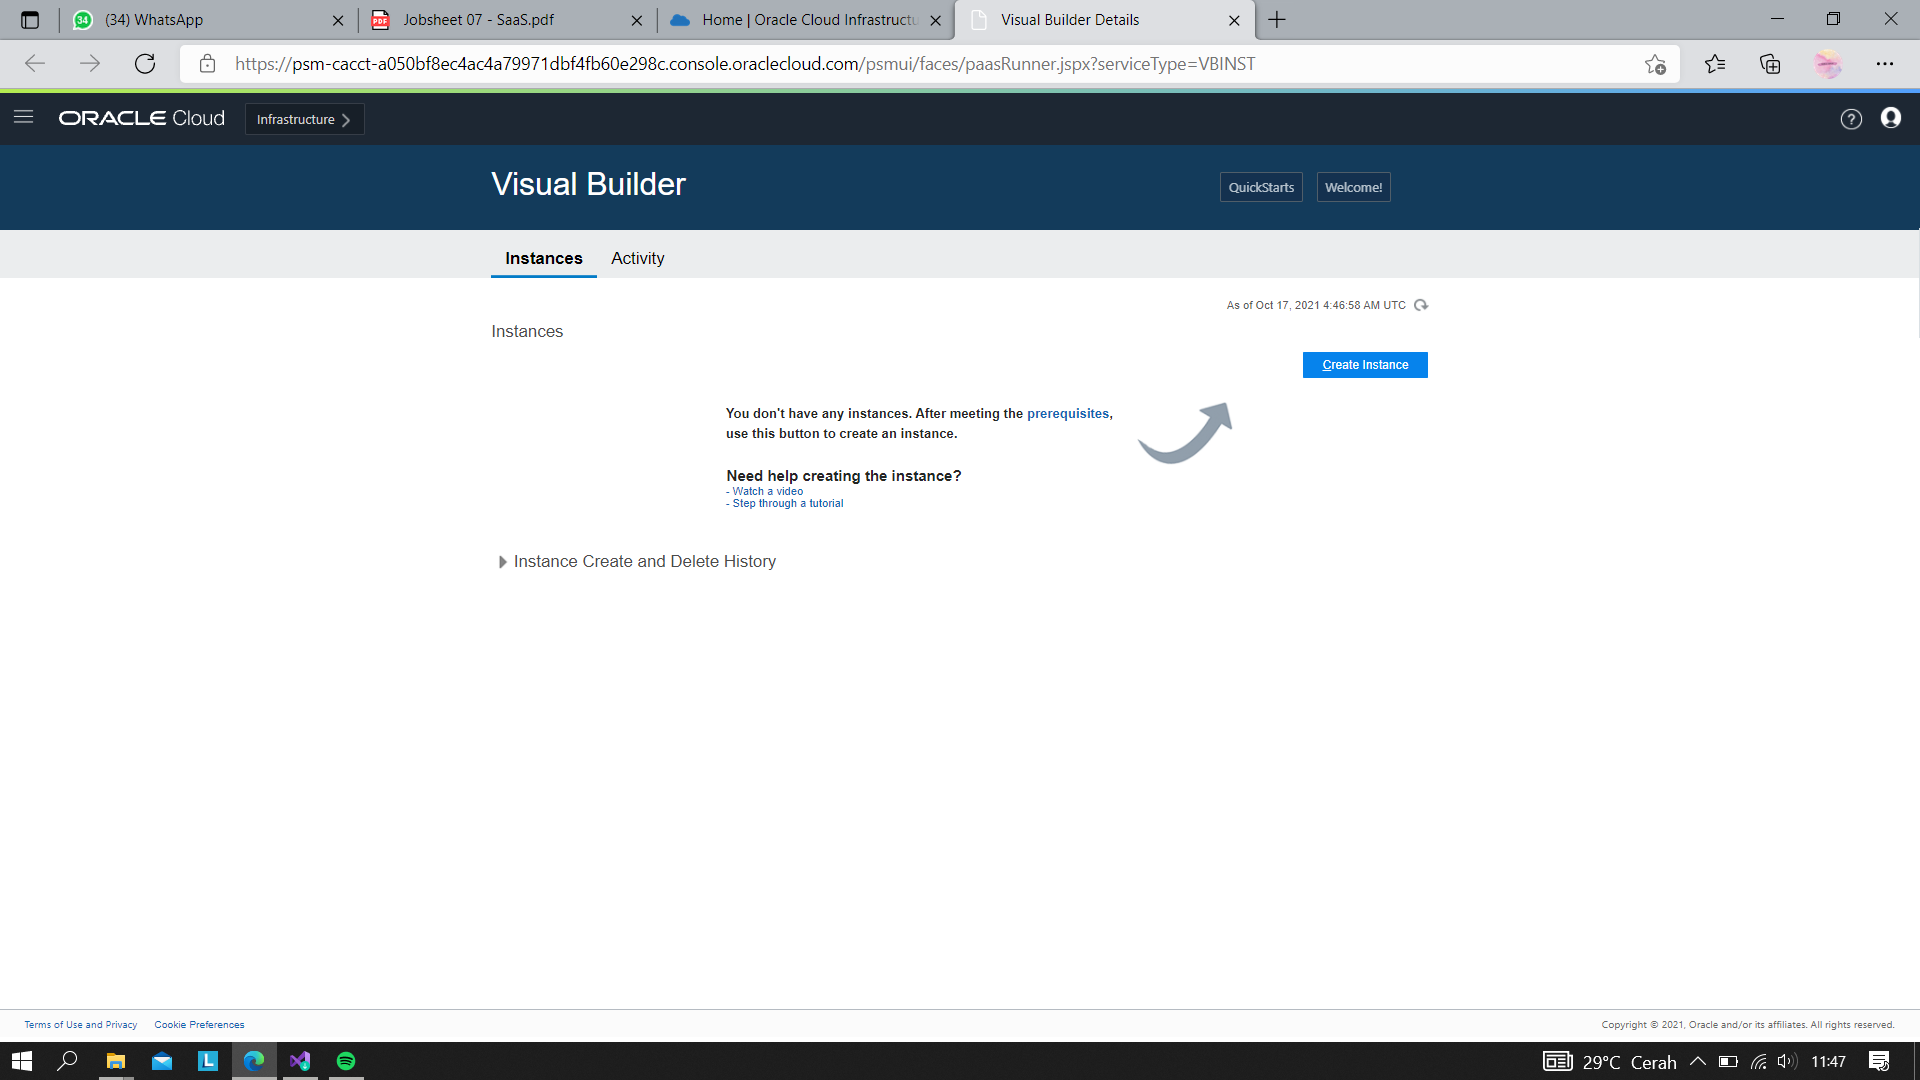 (34) WhatsApp
Jobsheet 07 - SaaS.pdf
Home | Oracle Cloud Infrastructu
Visual Builder Details
https://psm-cacct-a050bf8ec4ac4a79971dbf4fb60e298c.console.oraclecloud.com/psmui/faces/paasRunner.jspx?serviceType=VBINST
ORACLE Cloud
Infrastructure
Visual Builder
QuickStarts
Welcome!
Instances
Activity
As of Oct 17, 2021 4:46:58 AM UTC
Instances
Create Instance
You don't have any instances. After meeting the prerequisites,
use this button to create an instance.
Need help creating the instance?
- Watch a video
- Step through a tutorial
Instance Create and Delete History
Terms of Use and Privacy
Cookie Preferences
Copyright © 2021, Oracle and/or its affiliates. All rights reserved.
29°C Cerah
11:47